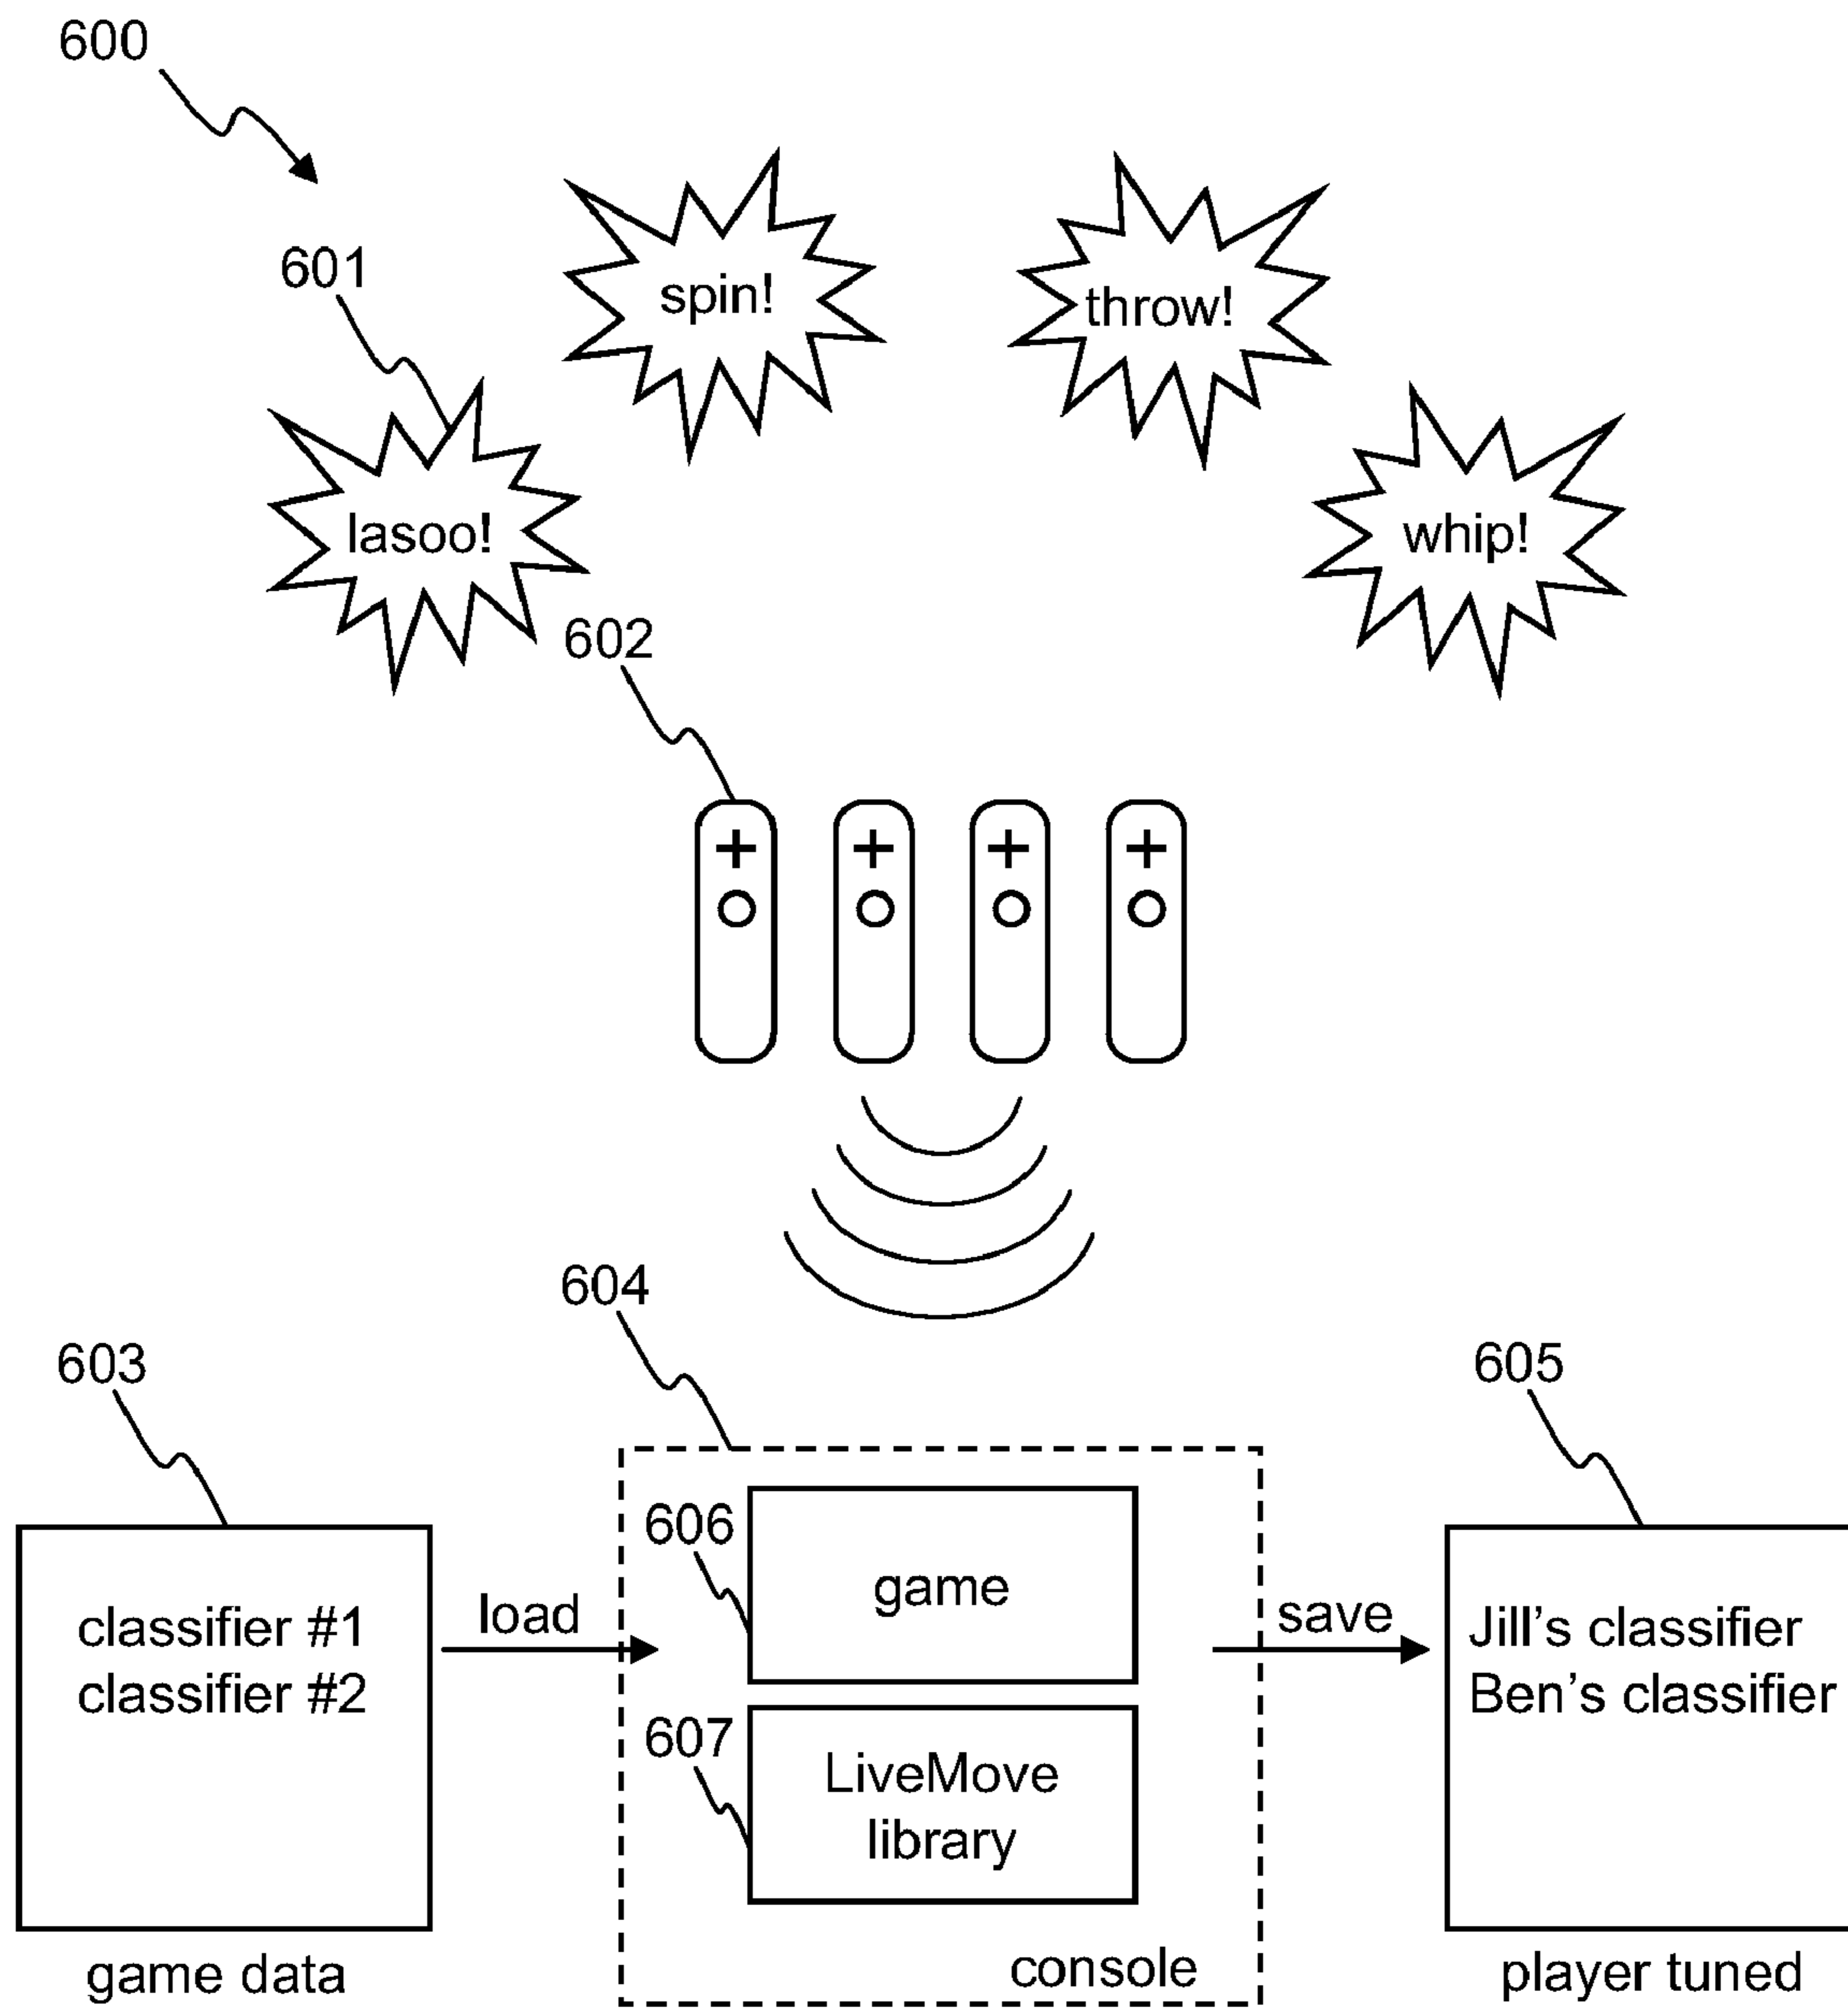 600
601
spin!
throw!
lasoo!
whip!
602
604
603
605
606
game
classifier #1
classifier #2
load
save
Jill's classifier
Ben's classifier
607
LiveMove
library
game data
console
player tuned